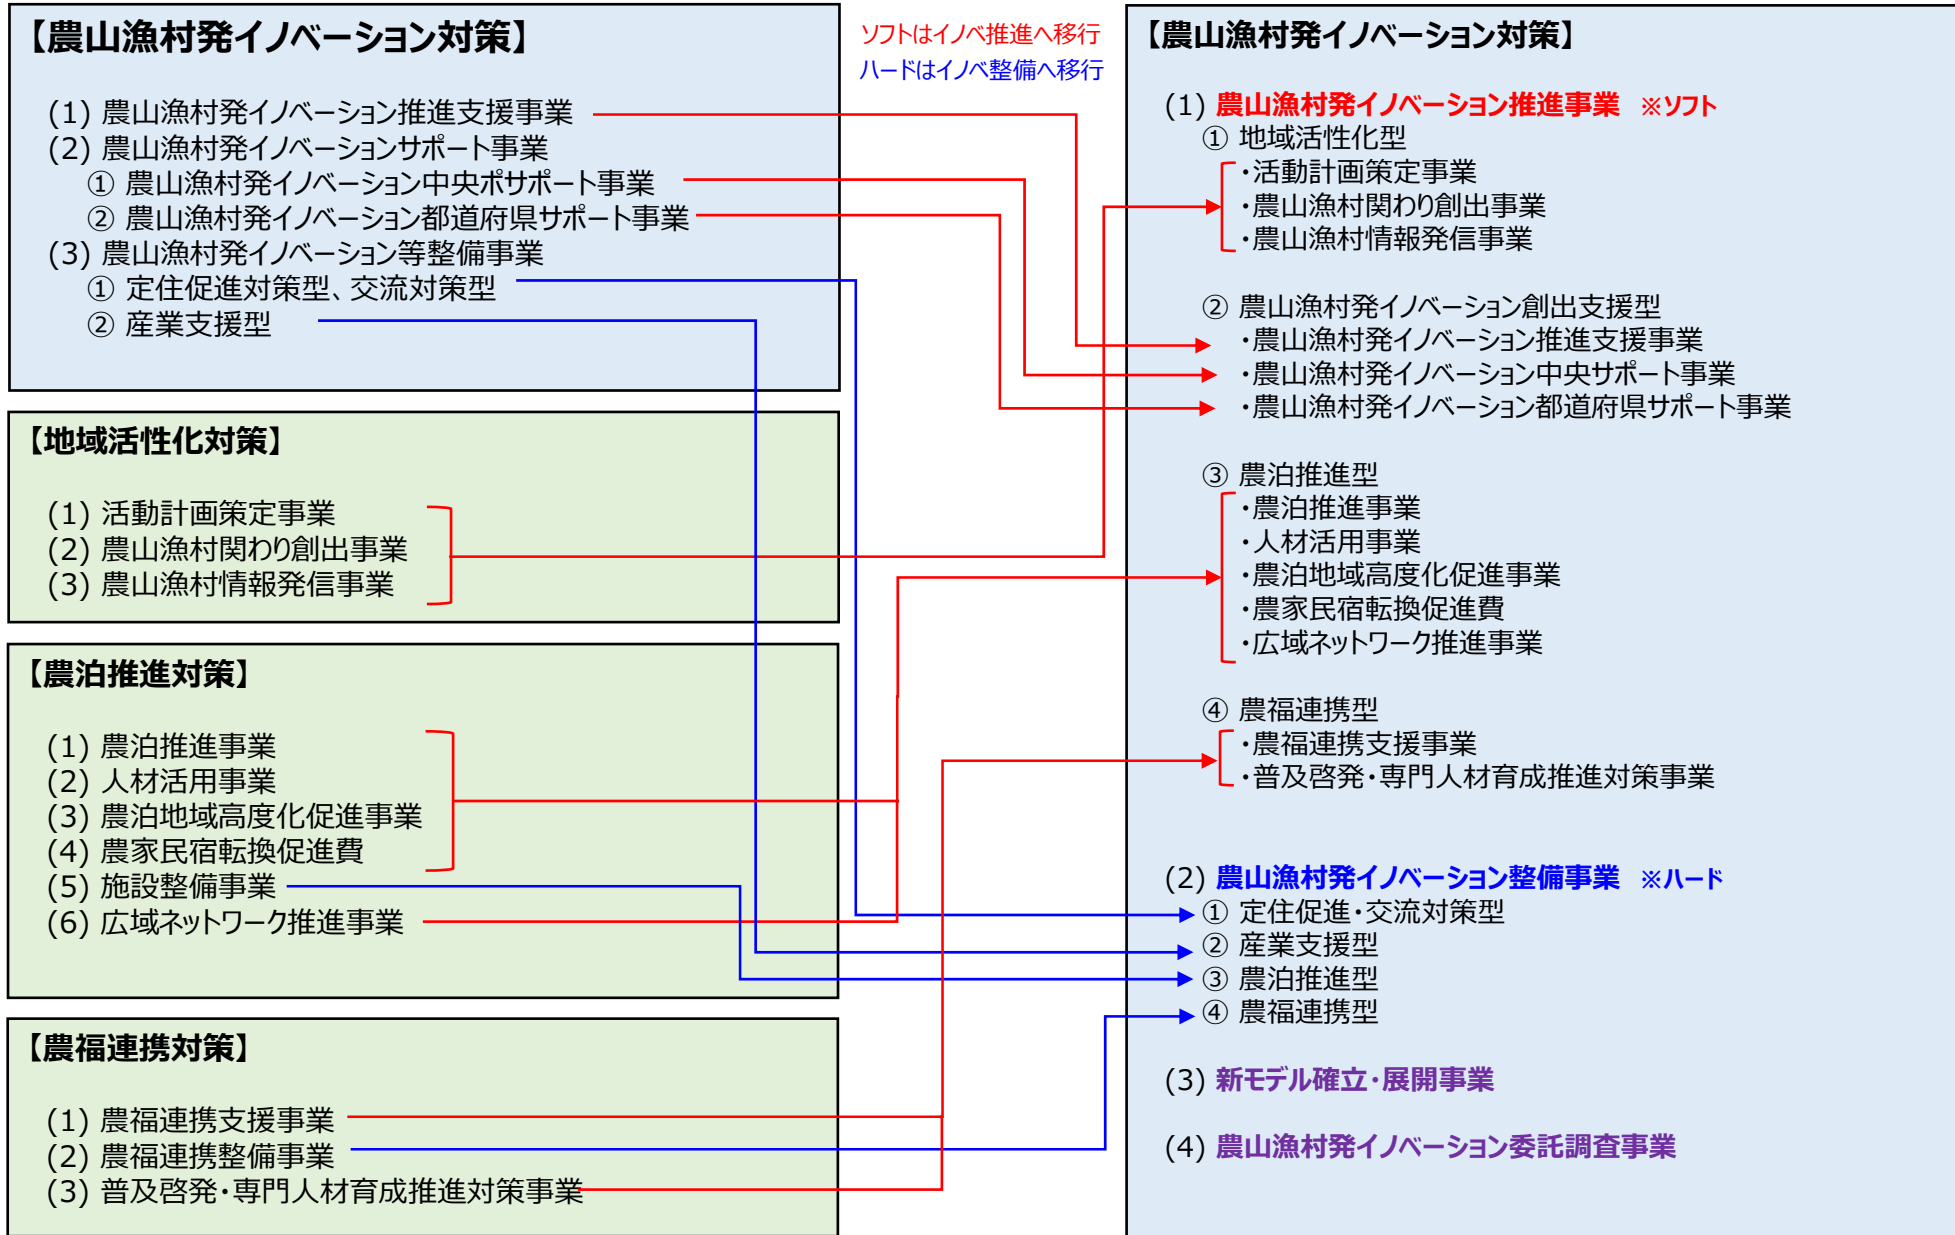 【農山漁村発イノベーション対策】
(1) 農山漁村発イノベーション推進支援事業
(2) 農山漁村発イノベーションサポート事業
① 農山漁村発イノベーション中央ポサポート事業
② 農山漁村発イノベーション都道府県サポート事業
(3) 農山漁村発イノベーション等整備事業
① 定住促進対策型、交流対策型
② 産業支援型
【地域活性化対策】
(1) 活動計画策定事業
(2) 農山漁村関わり創出事業
(3) 農山漁村情報発信事業
【農泊推進対策】
(1) 農泊推進事業
(2) 人材活用事業
(3) 農泊地域高度化促進事業
(4) 農家民宿転換促進費
(5) 施設整備事業
(6) 広域ネットワーク推進事業
【農福連携対策】
(1) 農福連携支援事業
(2) 農福連携整備事業
(3) 普及啓発・専門人材育成推進対策事業
ソフトはイノベ推進へ移行
ハードはイノベ整備へ移行
【農山漁村発イノベーション対策】
(1) 農山漁村発イノベーション推進事業 ※ソフト
① 地域活性化型
・活動計画策定事業
・農山漁村関わり創出事業
・農山漁村情報発信事業
② 農山漁村発イノベーション創出支援型
・農山漁村発イノベーション推進支援事業
・農山漁村発イノベーション中央サポート事業
・農山漁村発イノベーション都道府県サポート事業
③ 農泊推進型
・農泊推進事業
・人材活用事業
・農泊地域高度化促進事業
・農家民宿転換促進費
・広域ネットワーク推進事業
④ 農福連携型
・農福連携支援事業
・普及啓発・専門人材育成推進対策事業
(2) 農山漁村発イノベーション整備事業 ※ハード
① 定住促進・交流対策型
② 産業支援型
③ 農泊推進型
④ 農福連携型
(3) 新モデル確立・展開事業
(4) 農山漁村発イノベーション委託調査事業